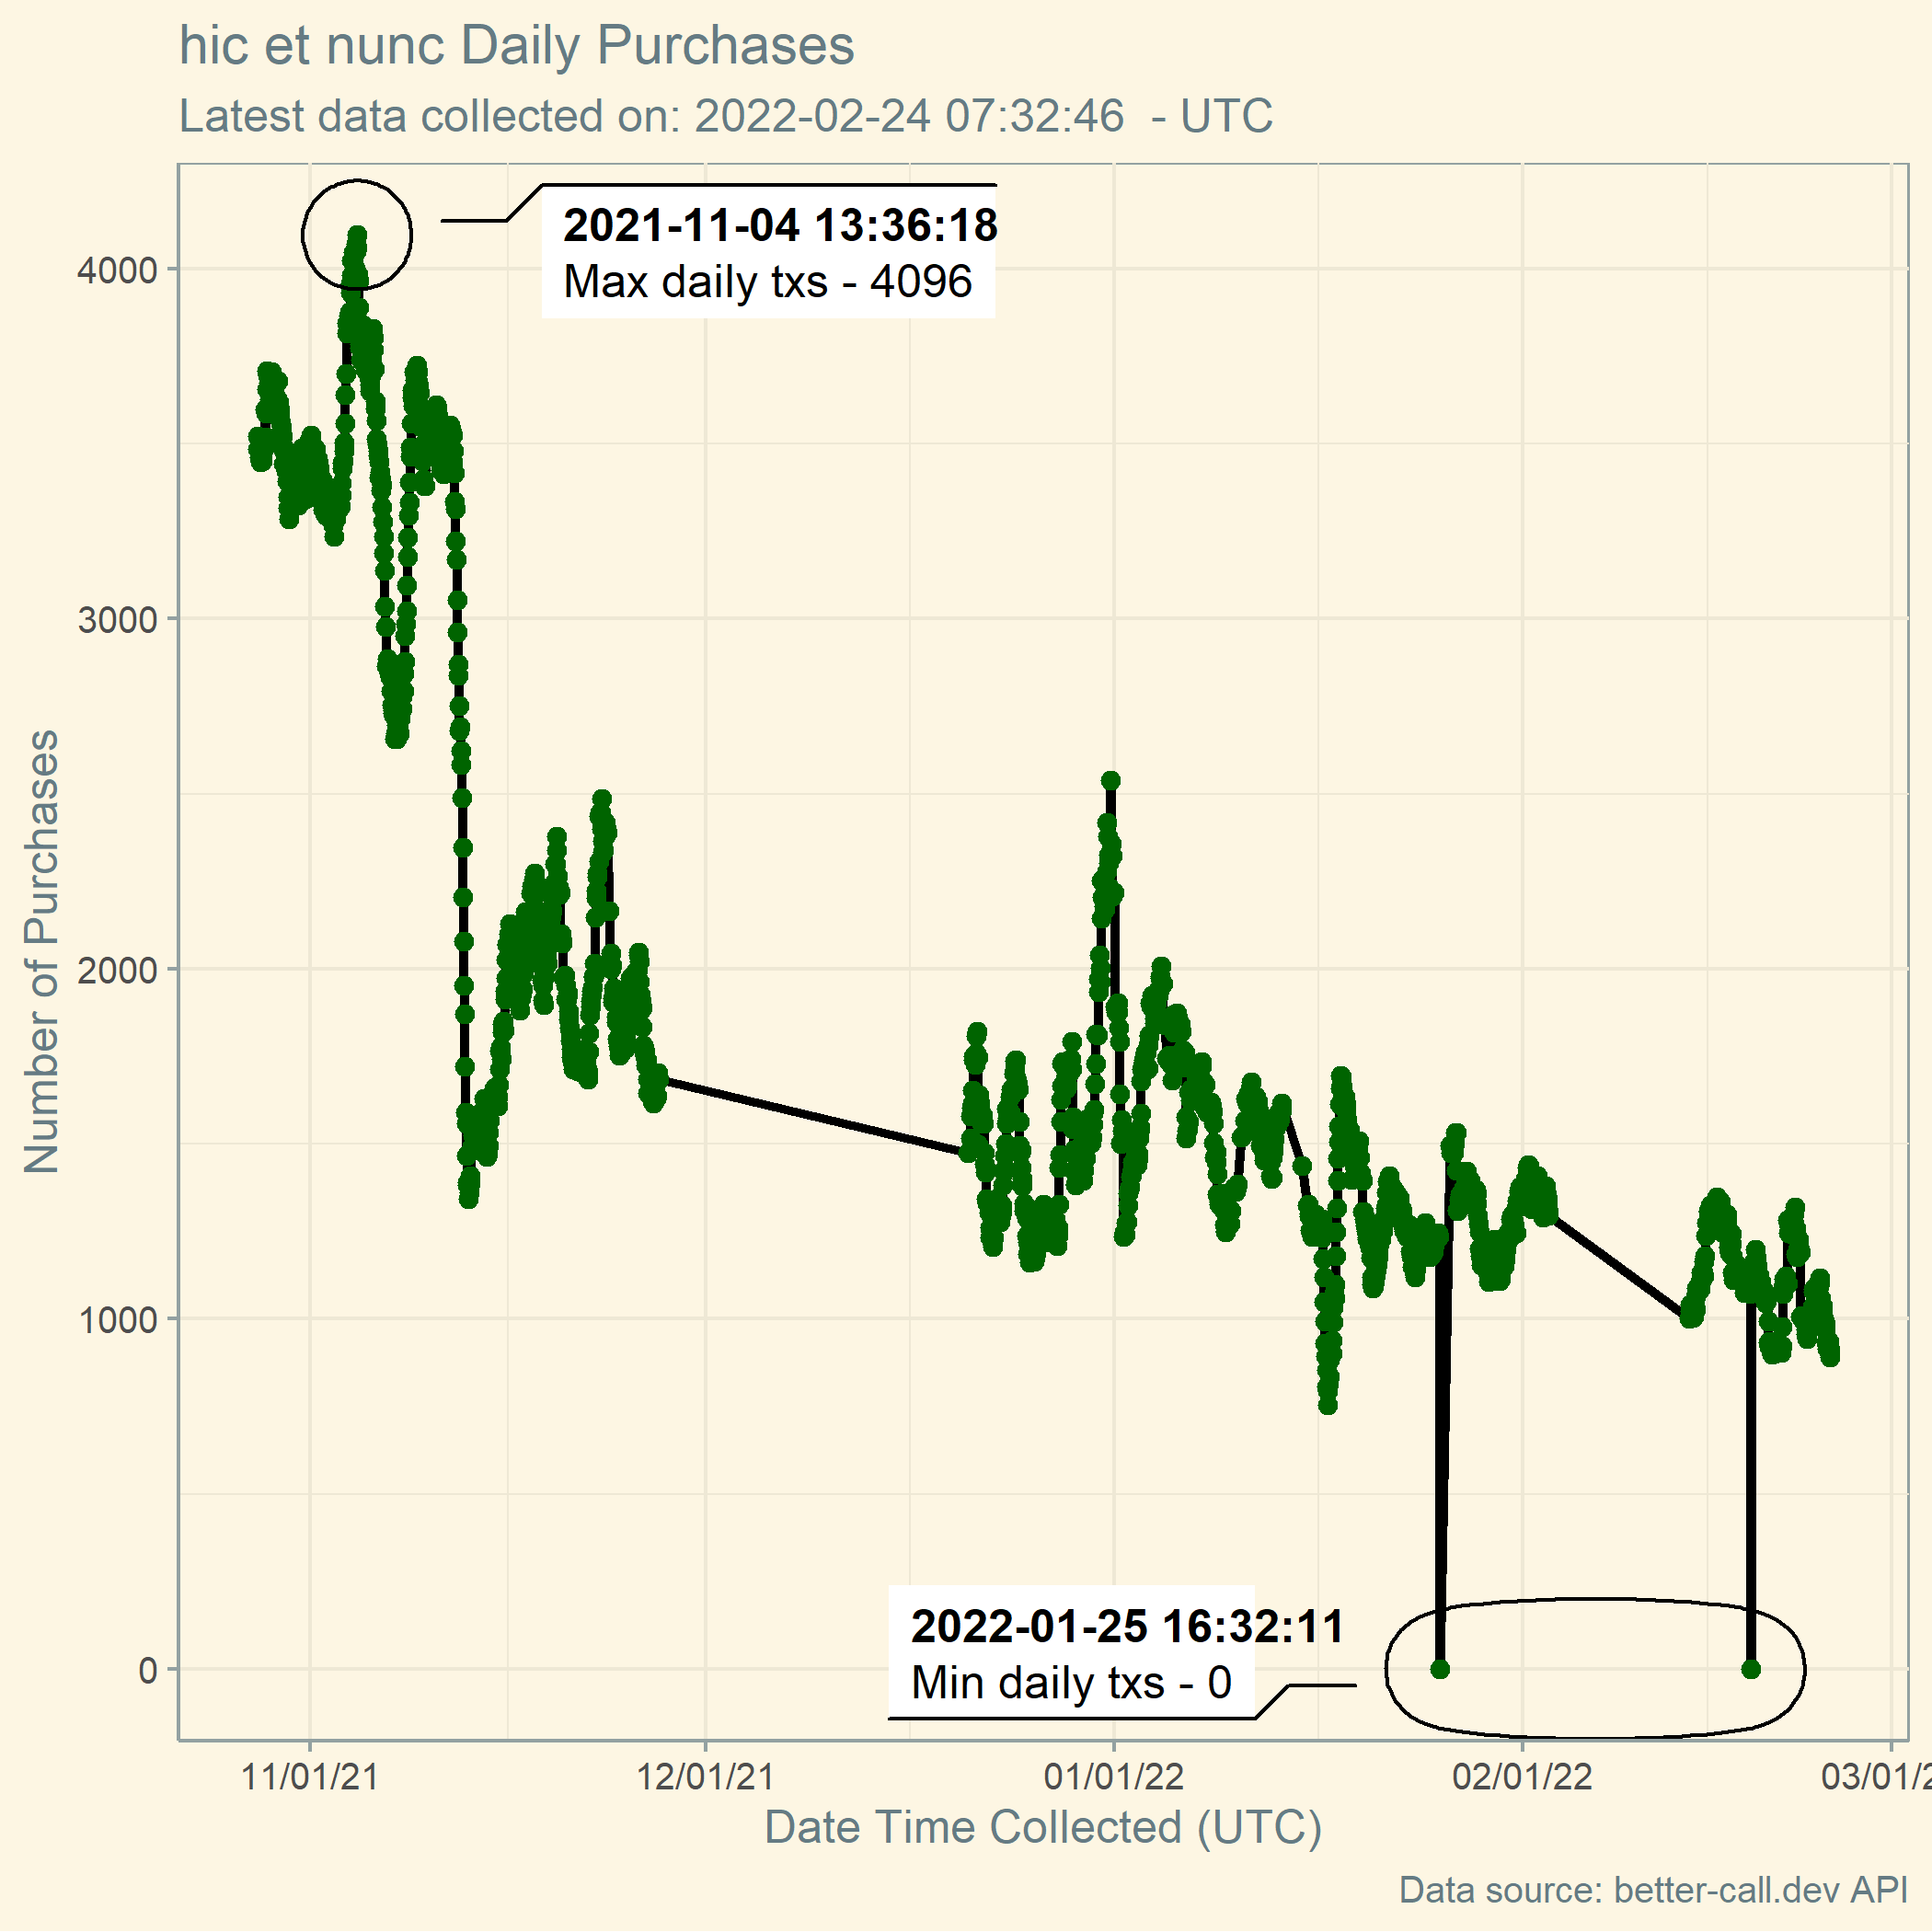 hic et nunc Daily Purchases
Latest data collected on: 2022-02-24 07:32:46  - UTC
2021-11-04 13:36:18
Max daily txs - 4096
4000
3000
2000
1000
0
Number of Purchases
2022-01-25 16:32:11
Min daily txs - 0
11/01/21 12/01/21 01/01/22 02/01/22 03/01/2
Date Time Collected (UTC)
Data source: better-call.dev API